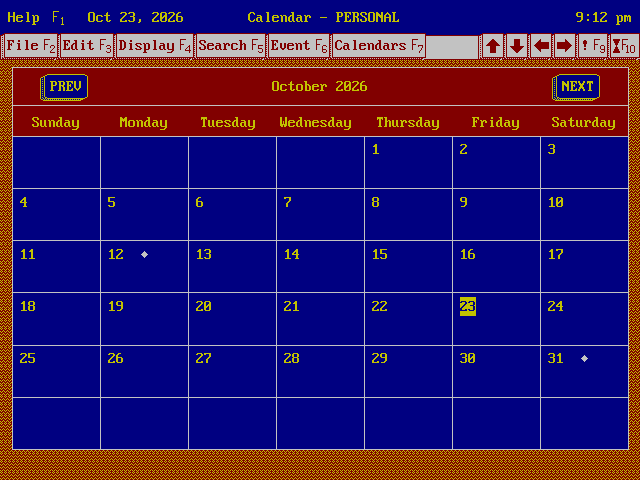 Help F1 Oct 23, 2026 Calendar – PERSONAL 9:12 pm
File F2 Edit F3 Display F4 Search F5 Event F6 Calendars F7 ! F9 F10
PREV October 2026 NEXT
Sunday Monday Tuesday Wednesday Thursday Friday Saturday
1 2 3
4 5 6 7 8 9 10
11 12 13 14 15 16 17
18 19 20 21 22 23 24
25 26 27 28 29 30 31